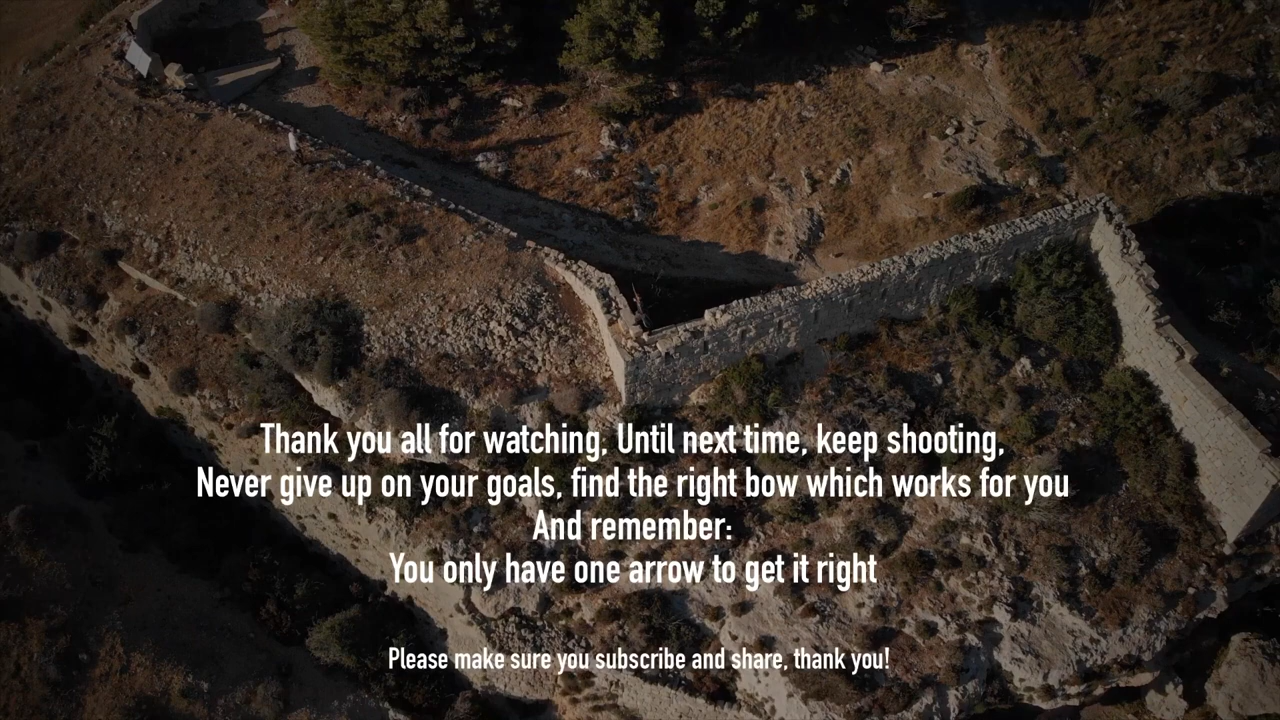 Thank you all for watching, Until next time, keep shooting,
Never give up on your goals, find the right bow which works for you
And remember:
You only have one arrow to get it right
Please make sure you subscribe and share, thank you!